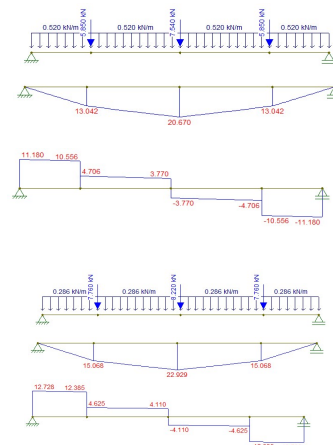 5.850 kN 7.540 kN 5.850 kN
0.520 kN/m 0.520 kN/m 0.520 kN/m 0.520 kN/m
13.042 13.042
20.670
11.180 10.556
4.706 3.770
-3.770 -4.706
-10.556 -11.180
7.760 kN 8.220 kN 7.760 kN
0.286 kN/m 0.286 kN/m 0.286 kN/m 0.286 kN/m
15.068 15.068
22.929
12.728 12.385
4.625 4.110
-4.110 -4.625